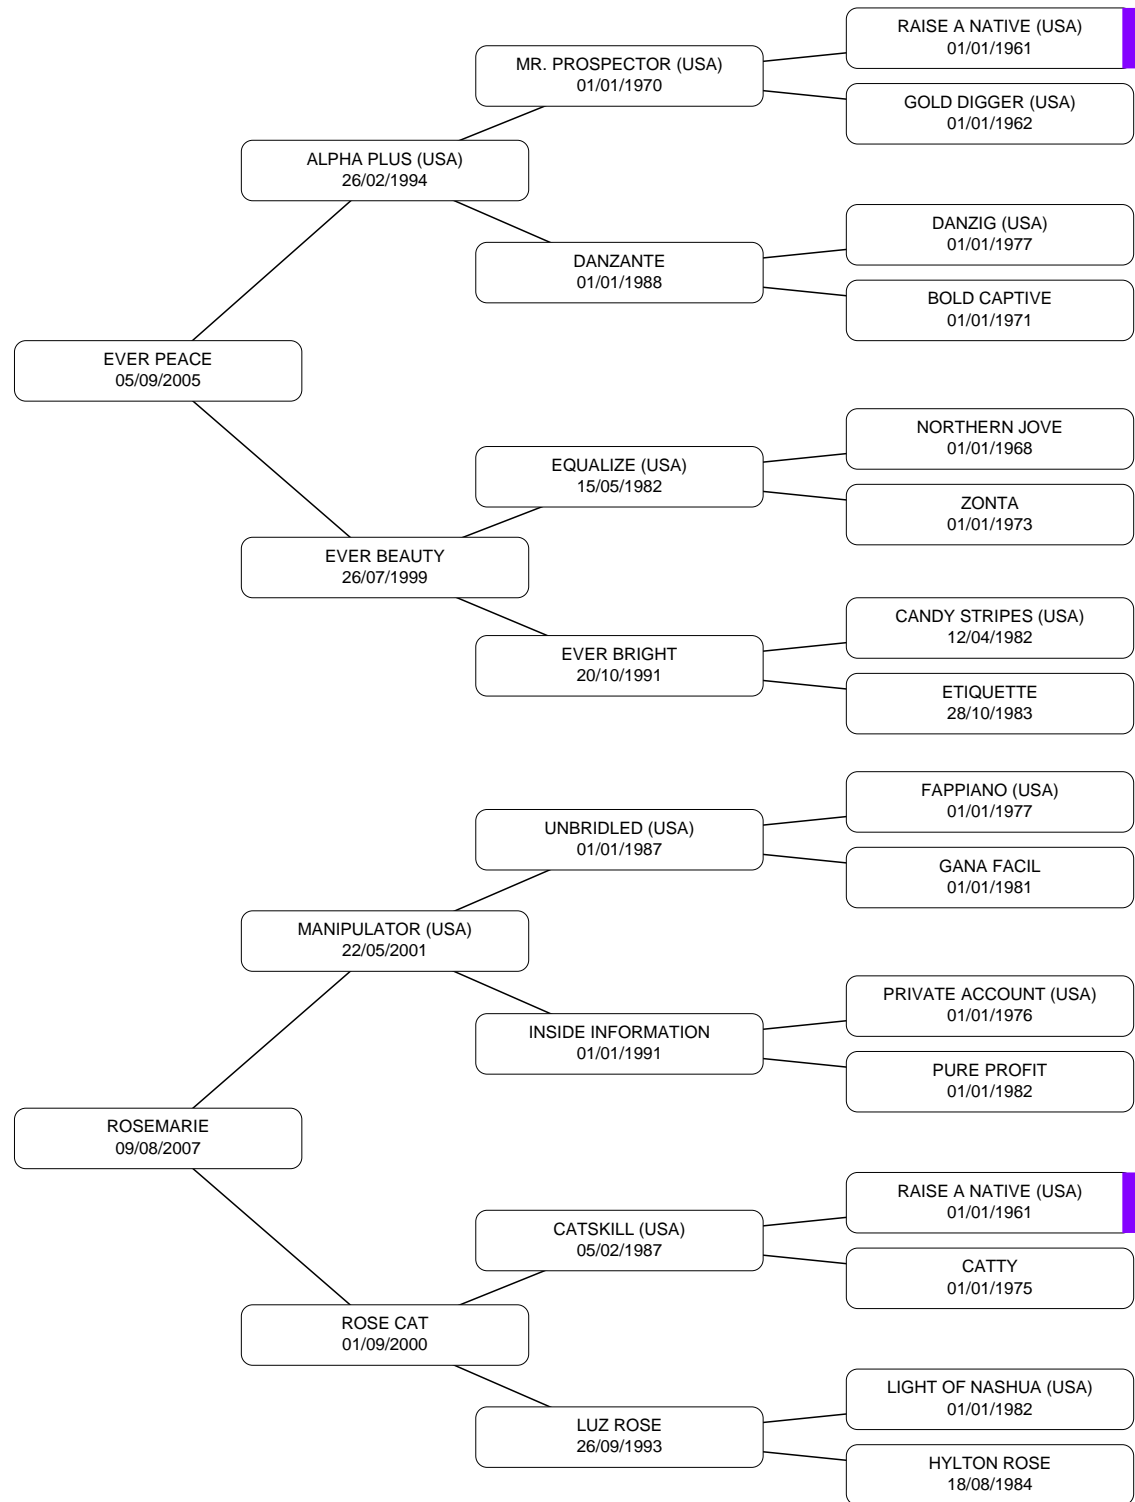 RAISE A NATIVE (USA)
01/01/1961
MR. PROSPECTOR (USA)
01/01/1970
GOLD DIGGER (USA)
01/01/1962
ALPHA PLUS (USA)
26/02/1994
DANZIG (USA)
01/01/1977
DANZANTE
01/01/1988
BOLD CAPTIVE
01/01/1971
EVER PEACE
05/09/2005
NORTHERN JOVE
01/01/1968
EQUALIZE (USA)
15/05/1982
ZONTA
01/01/1973
EVER BEAUTY
26/07/1999
CANDY STRIPES (USA)
12/04/1982
EVER BRIGHT
20/10/1991
ETIQUETTE
28/10/1983
FAPPIANO (USA)
01/01/1977
UNBRIDLED (USA)
01/01/1987
GANA FACIL
01/01/1981
MANIPULATOR (USA)
22/05/2001
PRIVATE ACCOUNT (USA)
01/01/1976
INSIDE INFORMATION
01/01/1991
PURE PROFIT
01/01/1982
ROSEMARIE
09/08/2007
RAISE A NATIVE (USA)
01/01/1961
CATSKILL (USA)
05/02/1987
CATTY
01/01/1975
ROSE CAT
01/09/2000
LIGHT OF NASHUA (USA)
01/01/1982
LUZ ROSE
26/09/1993
HYLTON ROSE
18/08/1984